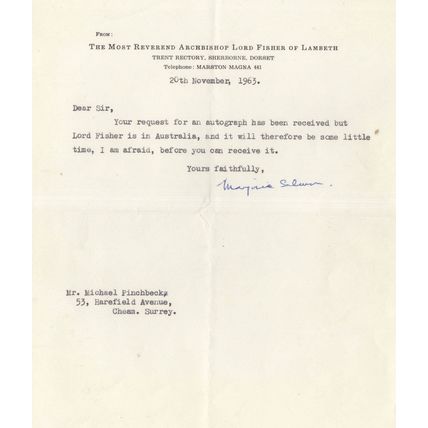 FROM:
THE MOST REVEREND ARCHBISHOP LORD FISHER OF LAMBETH
TRENT RECTORY, SHERBORNE, DORSET
Telephone: MARSTON MAGNA 441
20th November, 1963.
Dear Sir,
Your request for an autograph has been received but
Lord Fisher is in Australia, and it will therefore be some little
time, I am afraid, before you can receive it.
Yours faithfully,
Mr. Michael Pinchbeck,
53, Harefield Avenue,
Cheam. Surrey.